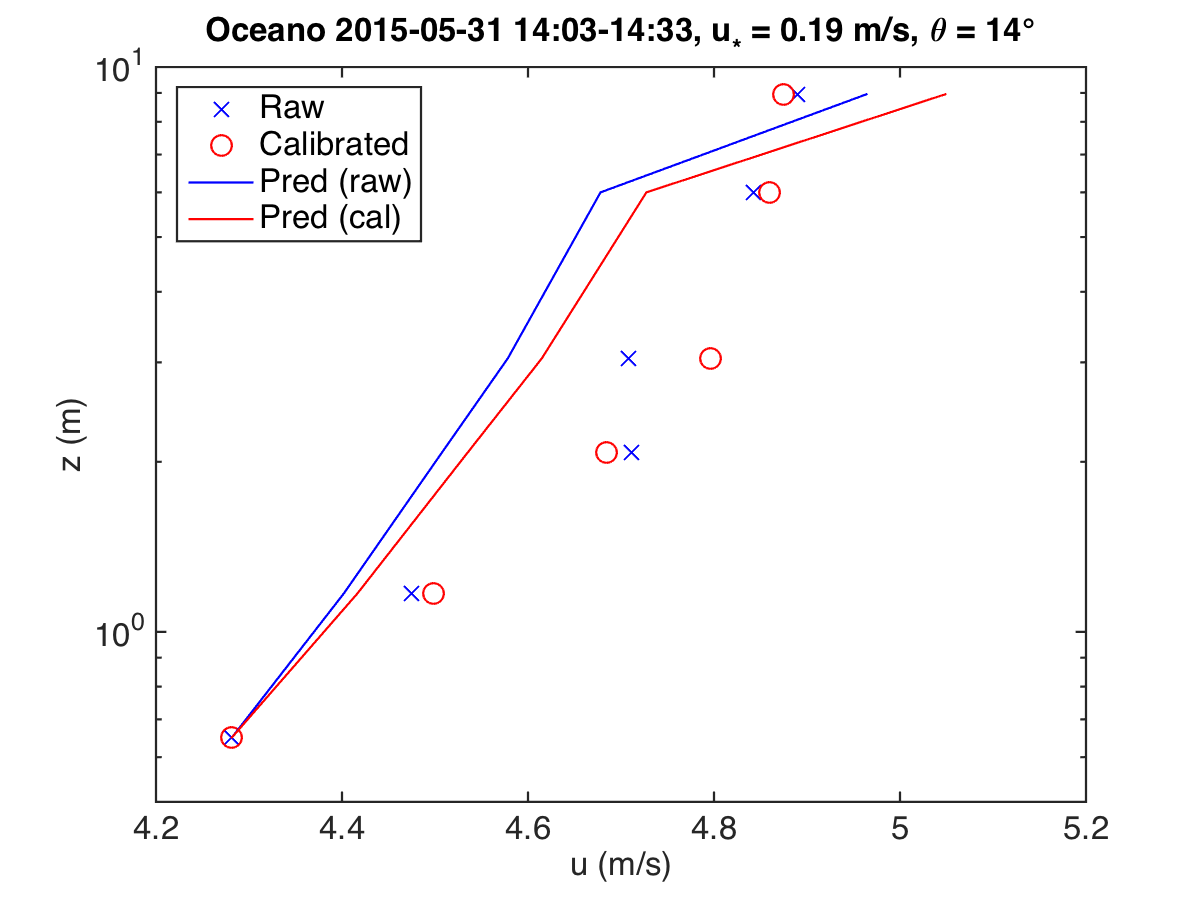 Oceano 2015-05-31 14:03-14:33, u* = 0.19 m/s, θ = 14°
10¹
Raw
Calibrated
Pred (raw)
Pred (cal)
z (m)
10⁰
4.2 4.4 4.6 4.8 5 5.2
u (m/s)